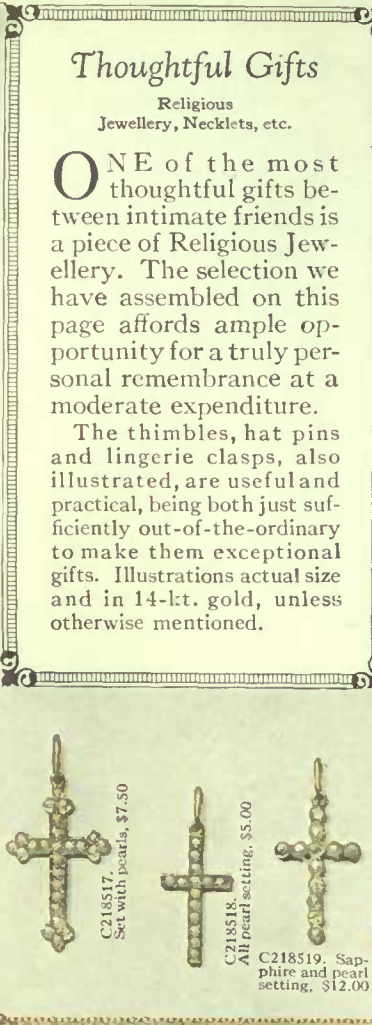 Thoughtful Gifts
Religious
Jewellery, Necklets, etc.
ONE of the most
thoughtful gifts be-
tween intimate friends is
a piece of Religious Jew-
ellery. The selection we
have assembled on this
page affords ample op-
portunity for a truly per-
sonal remembrance at a
moderate expenditure.
The thimbles, hat pins
and lingerie clasps, also
illustrated, are useful and
practical, being both just suf-
ficiently out-of-the-ordinary
to make them exceptional
gifts. Illustrations actual size
and in 14-kt. gold, unless
otherwise mentioned.
C218517.
Set with pearls, $7.50
C218518.
All pearl setting, $5.00
C218519. Sap-
phire and pearl
setting, $12.00